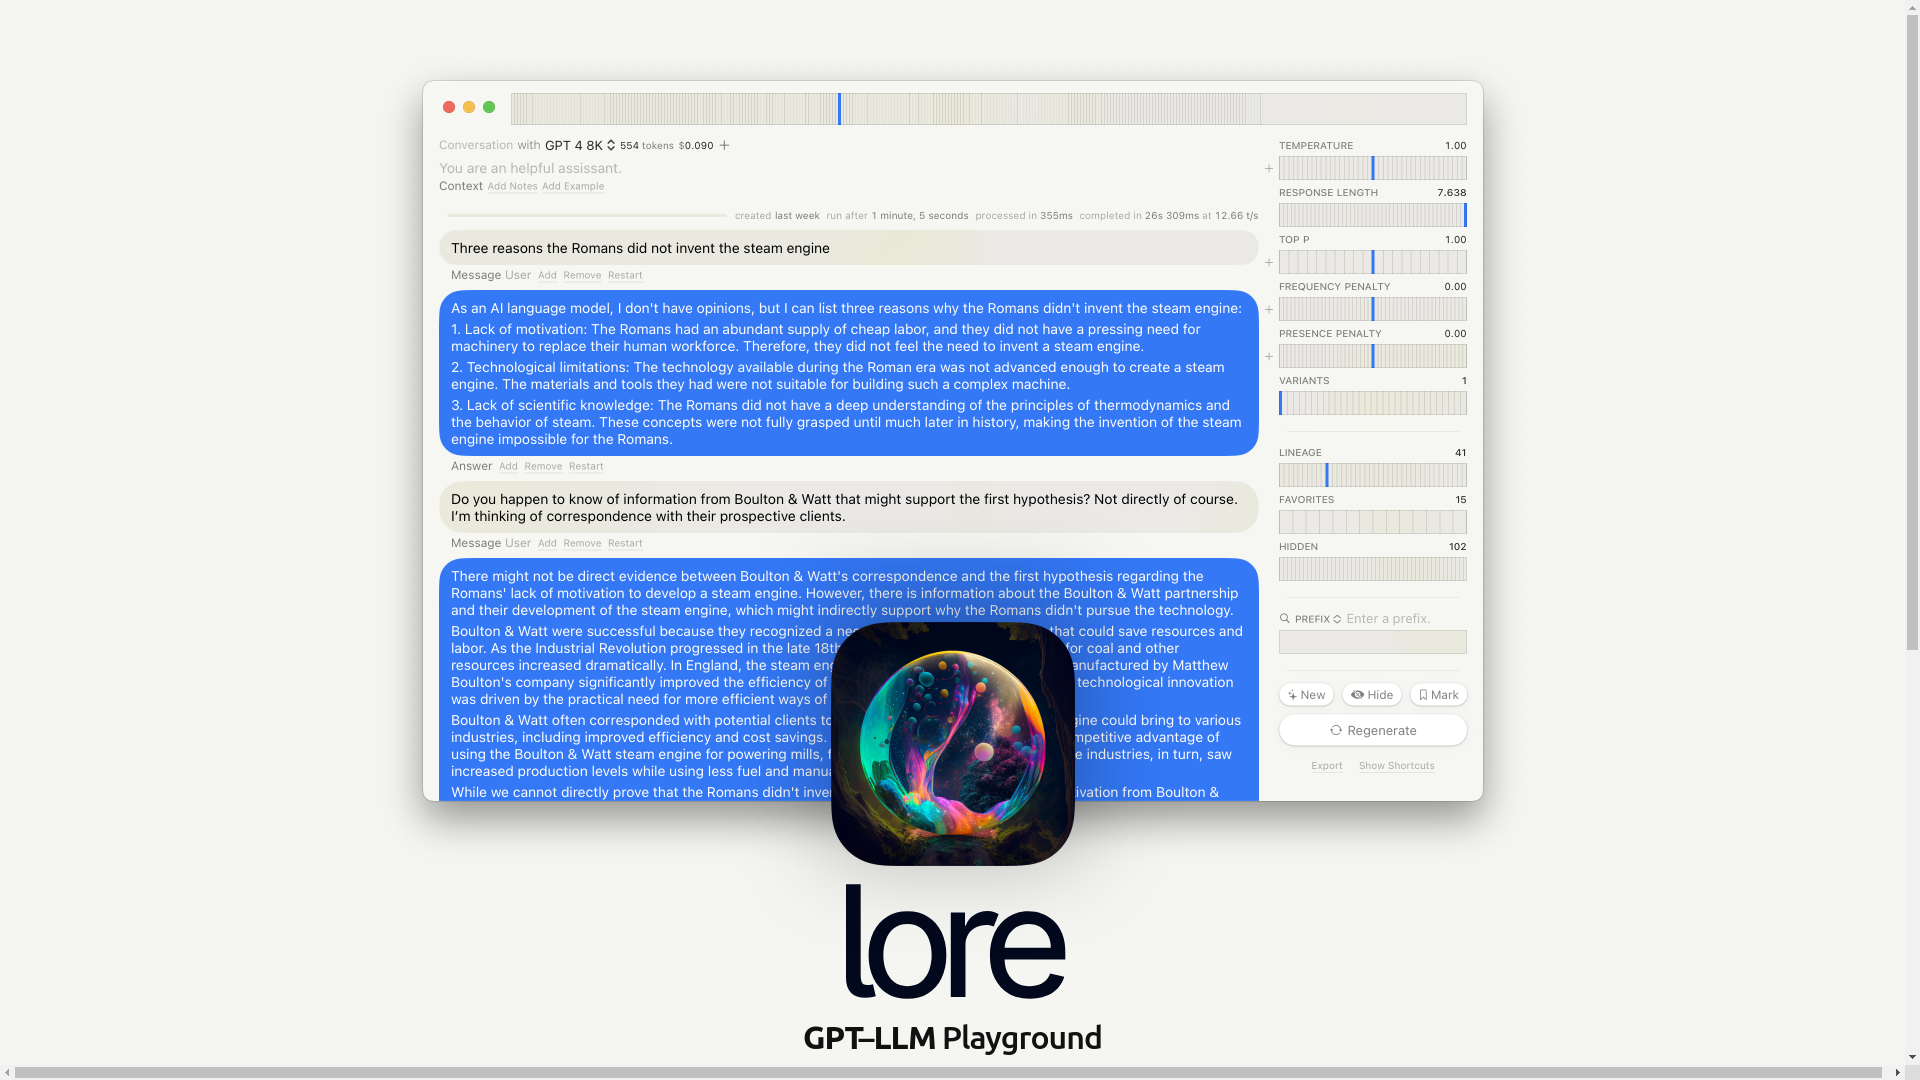 Conversation with GPT 4 8K 554 tokens $0.090 +
You are an helpful assissant.
Context Add Notes Add Example
created last week run after 1 minute, 5 seconds processed in 355ms completed in 26s 309ms at 12.66 t/s
Three reasons the Romans did not invent the steam engine
Message User Add Remove Restart
As an AI language model, I don't have opinions, but I can list three reasons why the Romans didn't invent the steam engine:
1. Lack of motivation: The Romans had an abundant supply of cheap labor, and they did not have a pressing need for
machinery to replace their human workforce. Therefore, they did not feel the need to invent a steam engine.
2. Technological limitations: The technology available during the Roman era was not advanced enough to create a steam
engine. The materials and tools they had were not suitable for building such a complex machine.
3. Lack of scientific knowledge: The Romans did not have a deep understanding of the principles of thermodynamics and
the behavior of steam. These concepts were not fully grasped until much later in history, making the invention of the steam
engine impossible for the Romans.
Answer Add Remove Restart
Do you happen to know of information from Boulton & Watt that might support the first hypothesis? Not directly of course.
I'm thinking of correspondence with their prospective clients.
Message User Add Remove Restart
There might not be direct evidence between Boulton & Watt's correspondence and the first hypothesis regarding the
Romans' lack of motivation to develop a steam engine. However, there is information about the Boulton & Watt partnership
and their development of the steam engine, which might indirectly support why the Romans didn't pursue the technology.
Boulton & Watt were successful because they recognized a that could save resources and
labor. As the Industrial Revolution progressed in the late for coal and other
resources increased dramatically. In England, the steam by Matthew
Boulton's company significantly improved the efficiency of technological innovation
was driven by the practical need for more efficient ways of
Boulton & Watt often corresponded with potential clients could bring to various
industries, including improved efficiency and cost savings. advantage of
using the Boulton & Watt steam engine for powering mills, industries, in turn, saw
increased production levels while using less fuel and
While we cannot directly prove that the Romans didn't from Boulton &
TEMPERATURE 1.00
RESPONSE LENGTH 7.638
TOP P 1.00
FREQUENCY PENALTY 0.00
PRESENCE PENALTY 0.00
VARIANTS 1
LINEAGE 41
FAVORITES 15
HIDDEN 102
PREFIX Enter a prefix.
New Hide Mark
Regenerate
Export Show Shortcuts
lore
GPT–LLM Playground